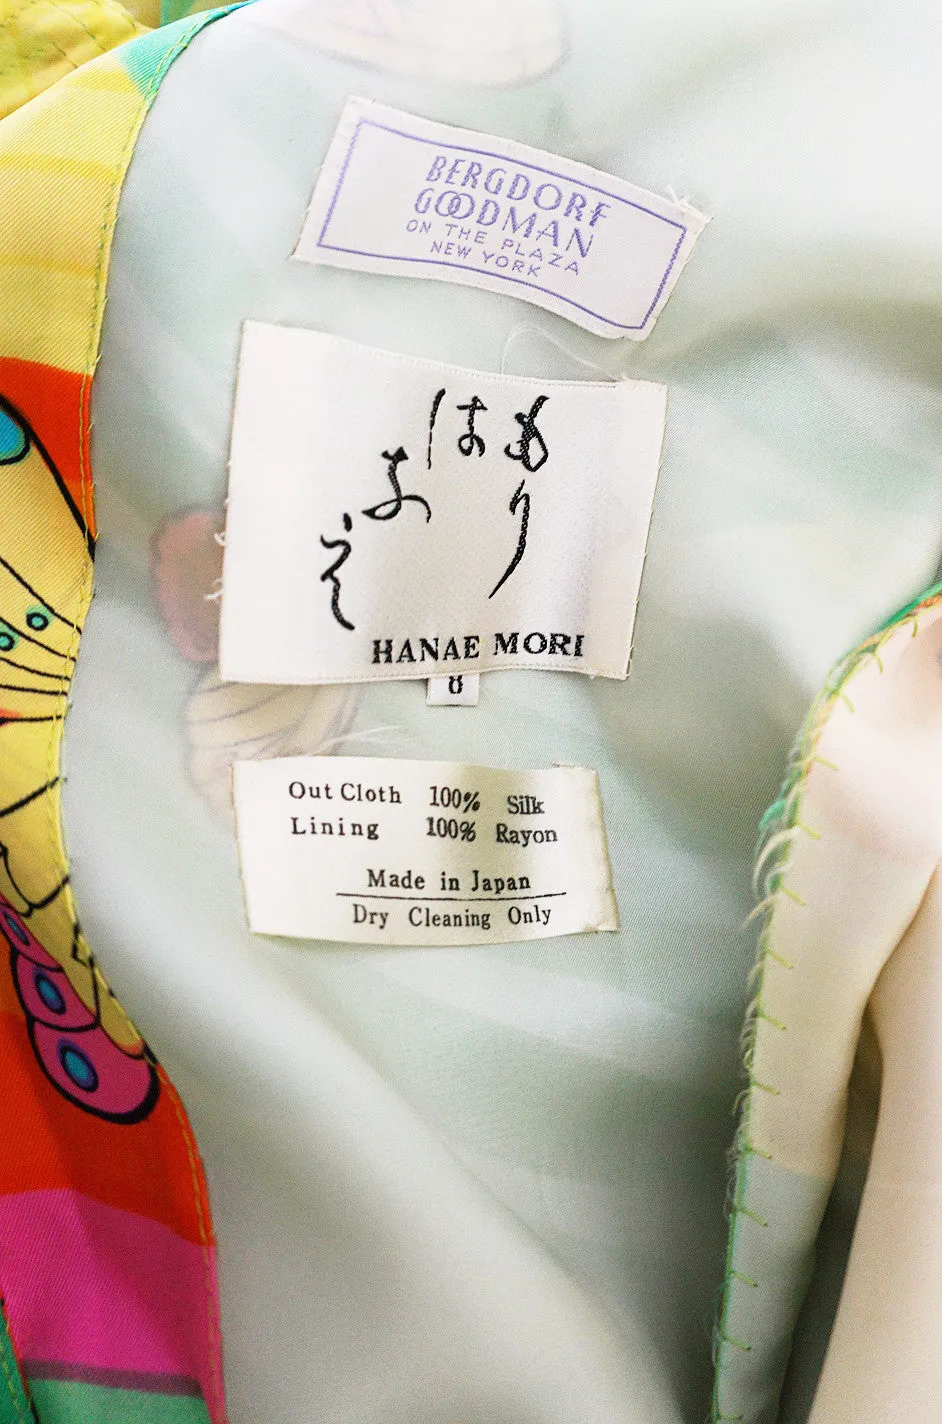 BERGDORF
GOODMAN
ON THE PLAZA
NEW YORK
もり
はなゑ
HANAE MORI
8
Out Cloth 100% Silk
Lining 100% Rayon
Made in Japan
Dry Cleaning Only